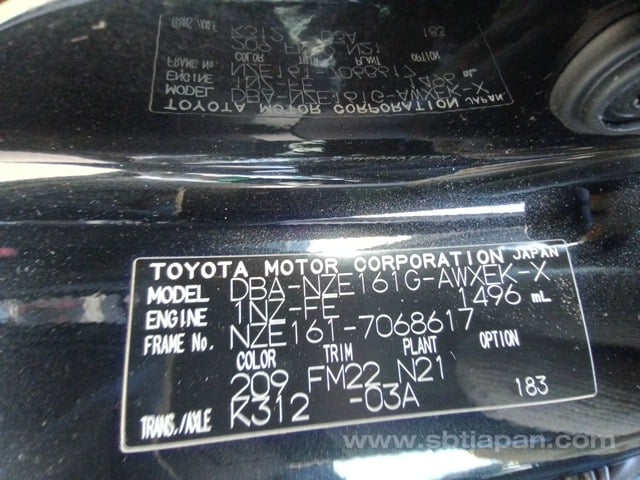 TOYOTA MOTOR CORPORATION JAPAN
MODEL DBA-NZE161G-AWXEK-X
ENGINE 1NZ-FE 1496 mL
FRAME No. NZE161-7068617
COLOR TRIM PLANT OPTION
209 FM22 N21
TRANS./AXLE K312 -03A 183
www.sbtjapan.com